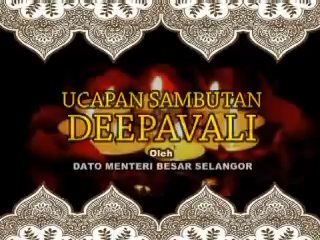 UCAPAN SAMBUTAN
DEEPAVALI
Oleh
DATO MENTERI BESAR SELANGOR